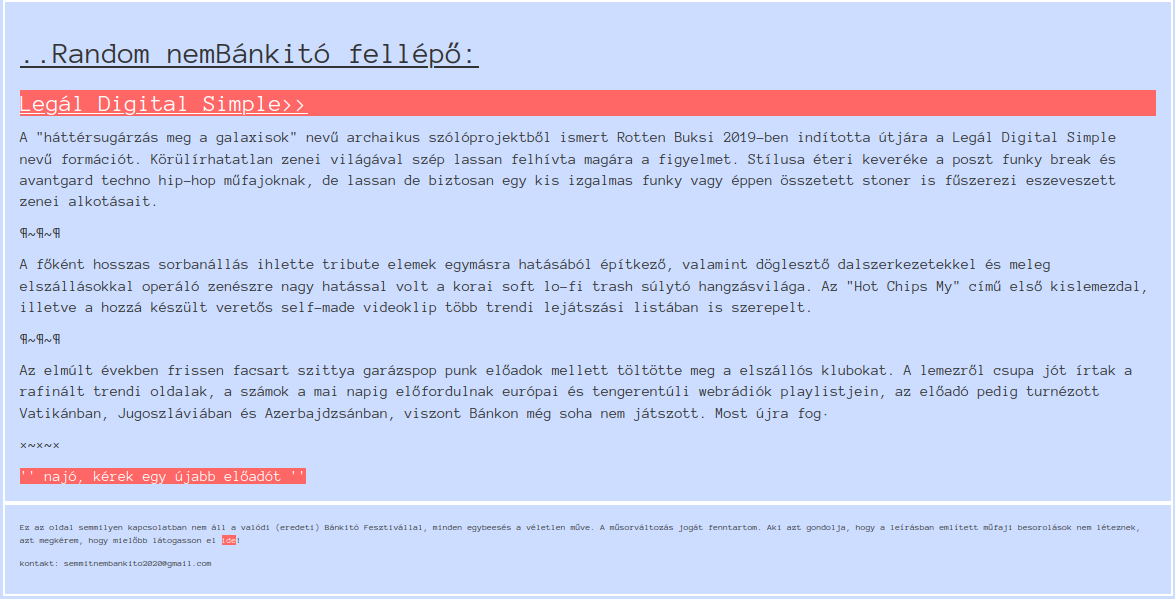 ..Random nemBánkitó fellépő:
Legál Digital Simple>>
A "háttérsugárzás meg a galaxisok" nevű archaikus szólóprojektből ismert Rotten Buksi 2019-ben indította útjára a Legál Digital Simple
nevű formációt. Körülírhatatlan zenei világával szép lassan felhívta magára a figyelmet. Stílusa éteri keveréke a poszt funky break és
avantgard techno hip-hop műfajoknak, de lassan de biztosan egy kis izgalmas funky vagy éppen összetett stoner is fűszerezi eszeveszett
zenei alkotásait.
¶~¶~¶
A főként hosszas sorbanállás ihlette tribute elemek egymásra hatásából építkező, valamint döglesztő dalszerkezetekkel és meleg
elszállásokkal operáló zenészre nagy hatással volt a korai soft lo-fi trash súlytó hangzásvilága. Az "Hot Chips My" című első kislemezdal,
illetve a hozzá készült veretős self-made videoklip több trendi lejátszási listában is szerepelt.
¶~¶~¶
Az elmúlt években frissen facsart szittya garázspop punk előadok mellett töltötte meg a elszállós klubokat. A lemezről csupa jót írtak a
rafinált trendi oldalak, a számok a mai napig előfordulnak európai és tengerentúli webrádiók playlistjein, az előadó pedig turnézott
Vatikánban, Jugoszláviában és Azerbajdzsánban, viszont Bánkon még soha nem játszott. Most újra fog·
×~×~×
'' najó, kérek egy újabb előadót ''
Ez az oldal semmilyen kapcsolatban nem áll a valódi (eredeti) Bánkitó Fesztivállal, minden egybeesés a véletlen műve. A műsorváltozás jogát fenntartom. Aki azt gondolja, hogy a leírásban említett műfaji besorolások nem léteznek,
azt megkérem, hogy mielőbb látogasson el ide!
kontakt: semmitnembankito2020@gmail.com